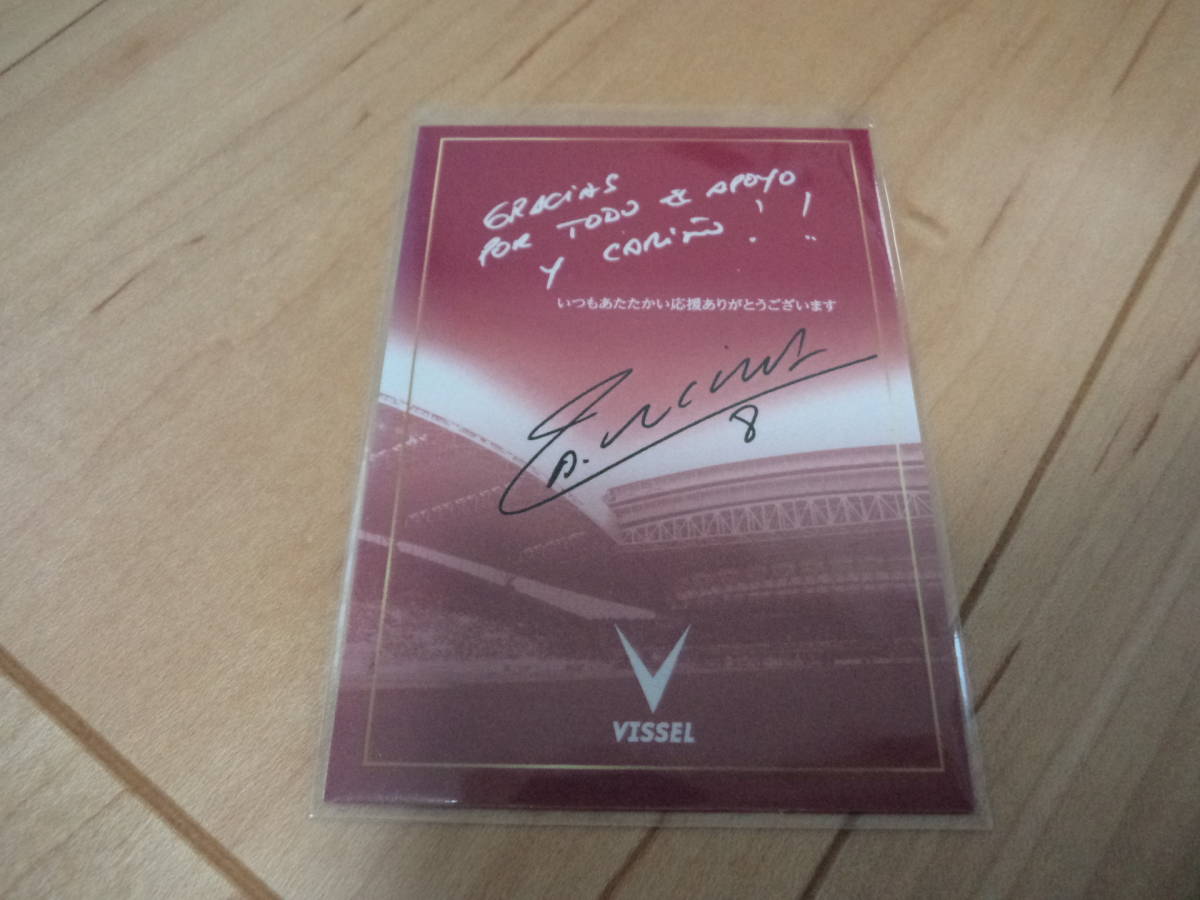 GRACIAS
POR TODO EL APOYO
Y CARIÑO!!
いつもあたたかい応援ありがとうございます
A. Iniesta
8
VISSEL